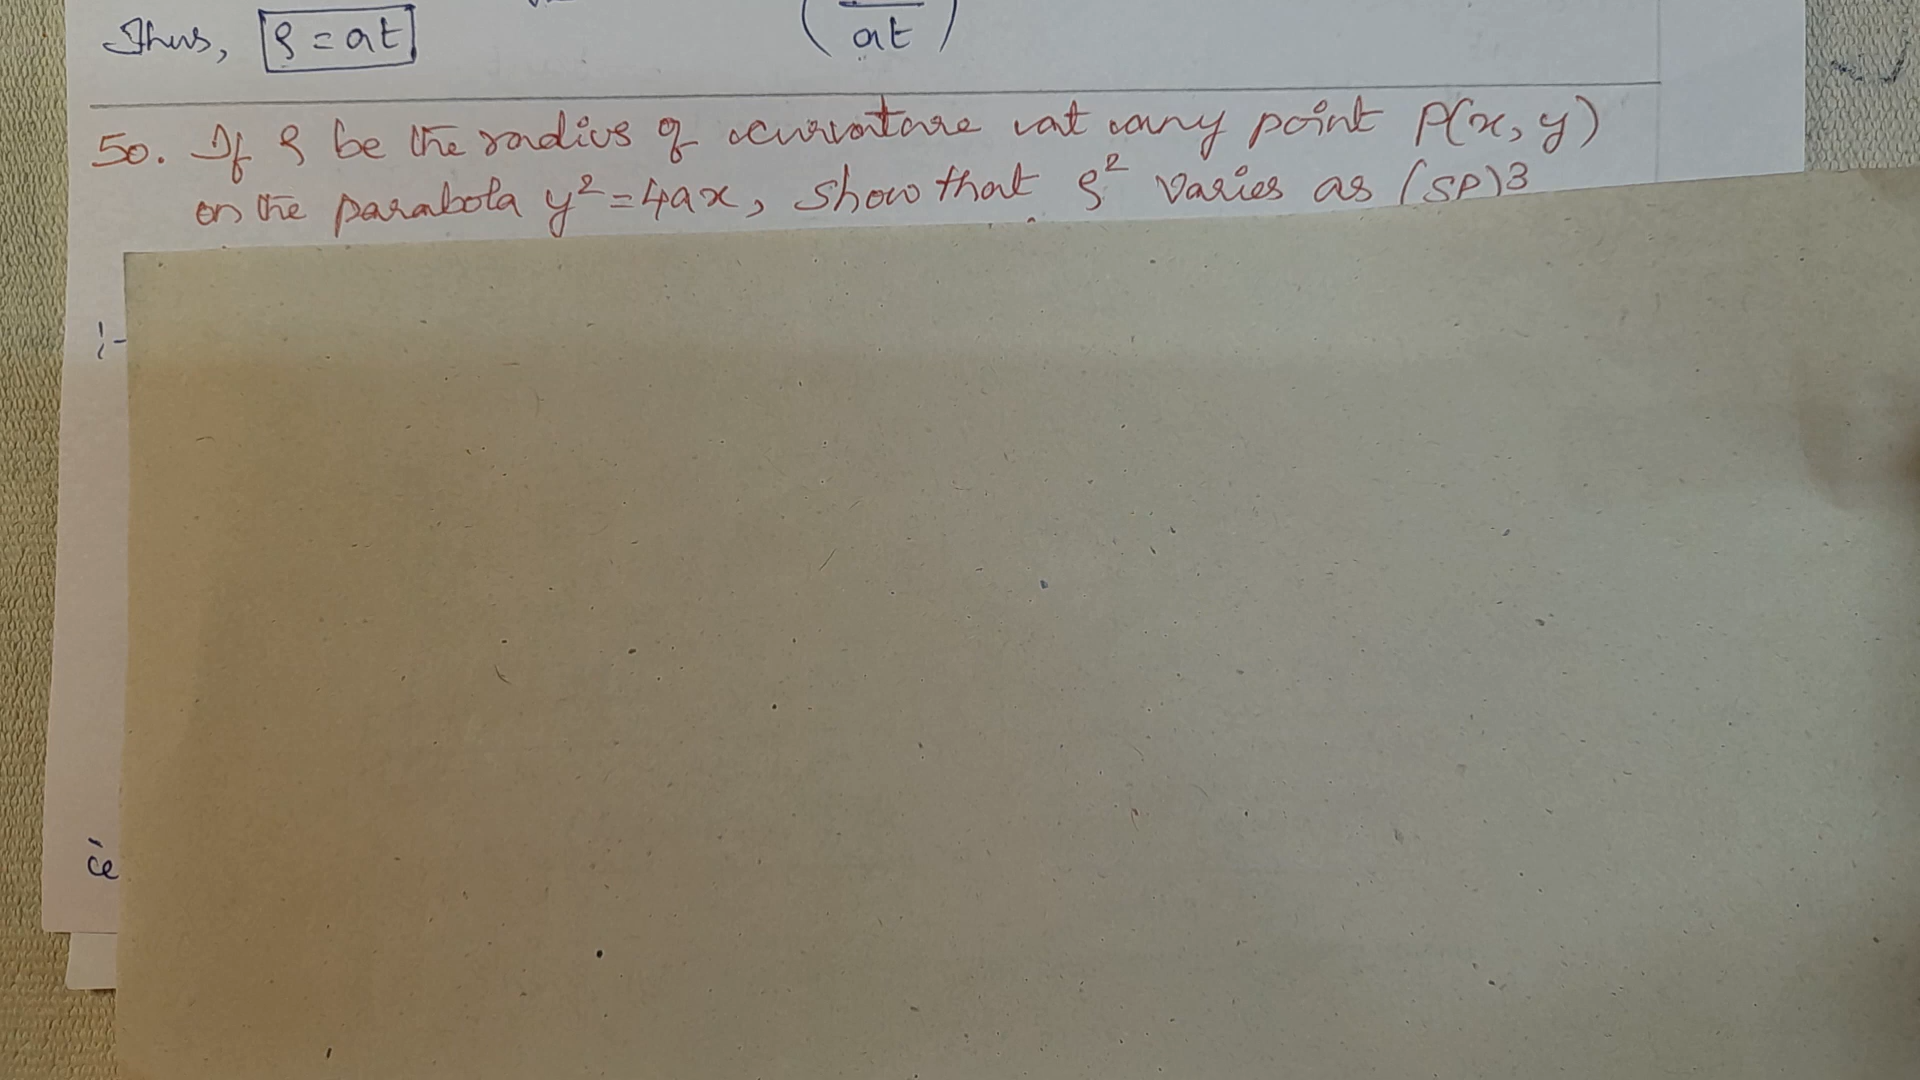 Thus, ρ = at
at
50. If ρ be the radius of curvature at any point P(x, y)
on the parabola y² = 4ax, show that ρ² varies as (SP)3
:-
ie